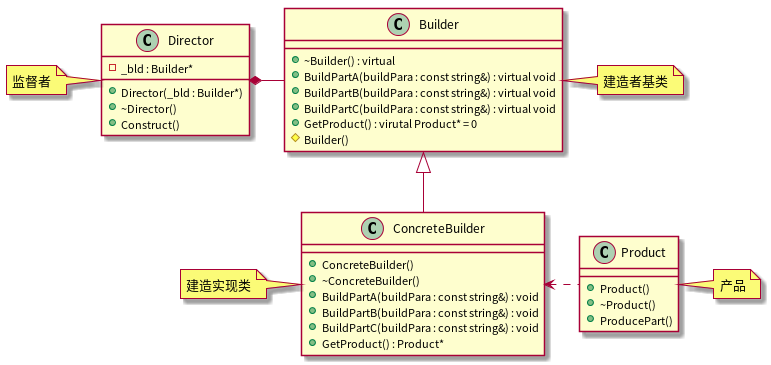 监督者
C Director
_bld : Builder*
Director(_bld : Builder*)
~Director()
Construct()
C Builder
~Builder() : virtual
BuildPartA(buildPara : const string&) : virtual void
BuildPartB(buildPara : const string&) : virtual void
BuildPartC(buildPara : const string&) : virtual void
GetProduct() : virutal Product* = 0
Builder()
建造者基类
建造实现类
C ConcreteBuilder
ConcreteBuilder()
~ConcreteBuilder()
BuildPartA(buildPara : const string&) : void
BuildPartB(buildPara : const string&) : void
BuildPartC(buildPara : const string&) : void
GetProduct() : Product*
C Product
Product()
~Product()
ProducePart()
产品